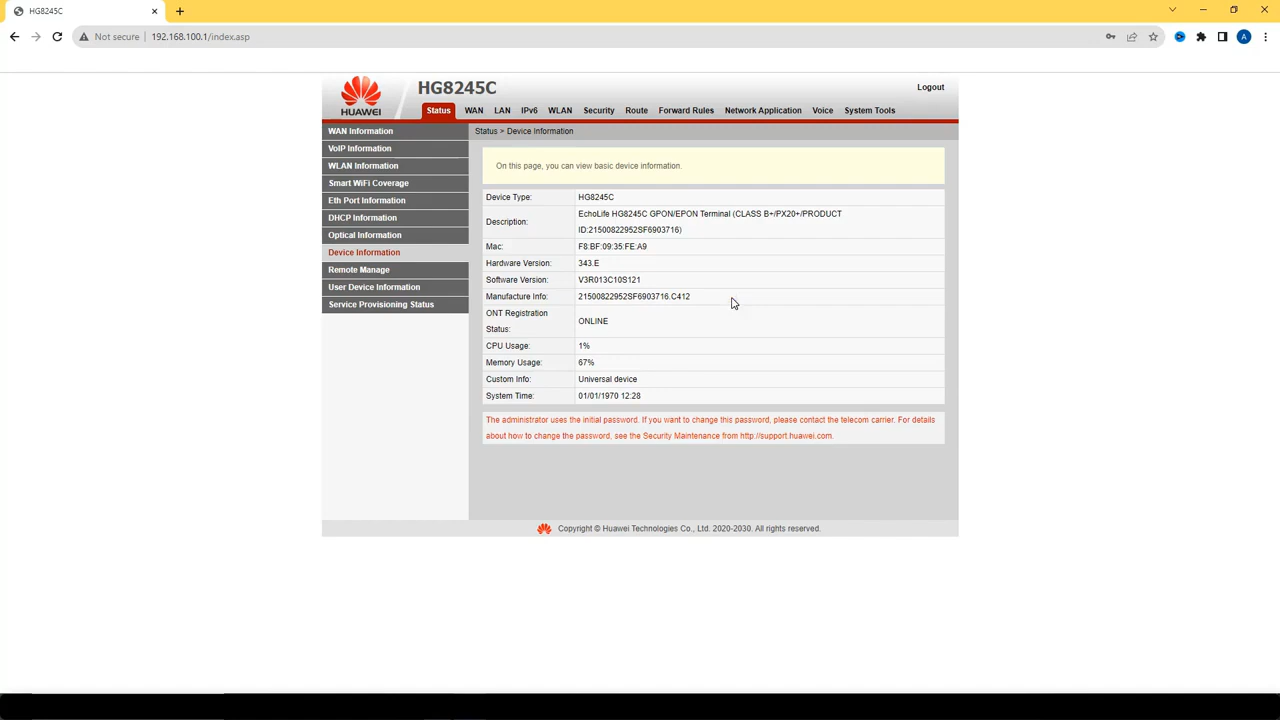 HG8245C
Not secure 192.168.100.1/index.asp
A
HUAWEI
HG8245C
Logout
Status WAN LAN IPv6 WLAN Security Route Forward Rules Network Application Voice System Tools
WAN Information
VoIP Information
WLAN Information
Smart WiFi Coverage
Eth Port Information
DHCP Information
Optical Information
Device Information
Remote Manage
User Device Information
Service Provisioning Status
Status > Device Information
On this page, you can view basic device information.
Device Type: HG8245C
Description: EchoLife HG8245C GPON/EPON Terminal (CLASS B+/PX20+/PRODUCT
ID:21500822952SF6903716)
Mac: F8:BF:09:35:FE:A9
Hardware Version: 343.E
Software Version: V3R013C10S121
Manufacture Info: 21500822952SF6903716.C412
ONT Registration
Status: ONLINE
CPU Usage: 1%
Memory Usage: 67%
Custom Info: Universal device
System Time: 01/01/1970 12:28
The administrator uses the initial password. If you want to change this password, please contact the telecom carrier. For details
about how to change the password, see the Security Maintenance from http://support.huawei.com.
Copyright © Huawei Technologies Co., Ltd. 2020-2030. All rights reserved.